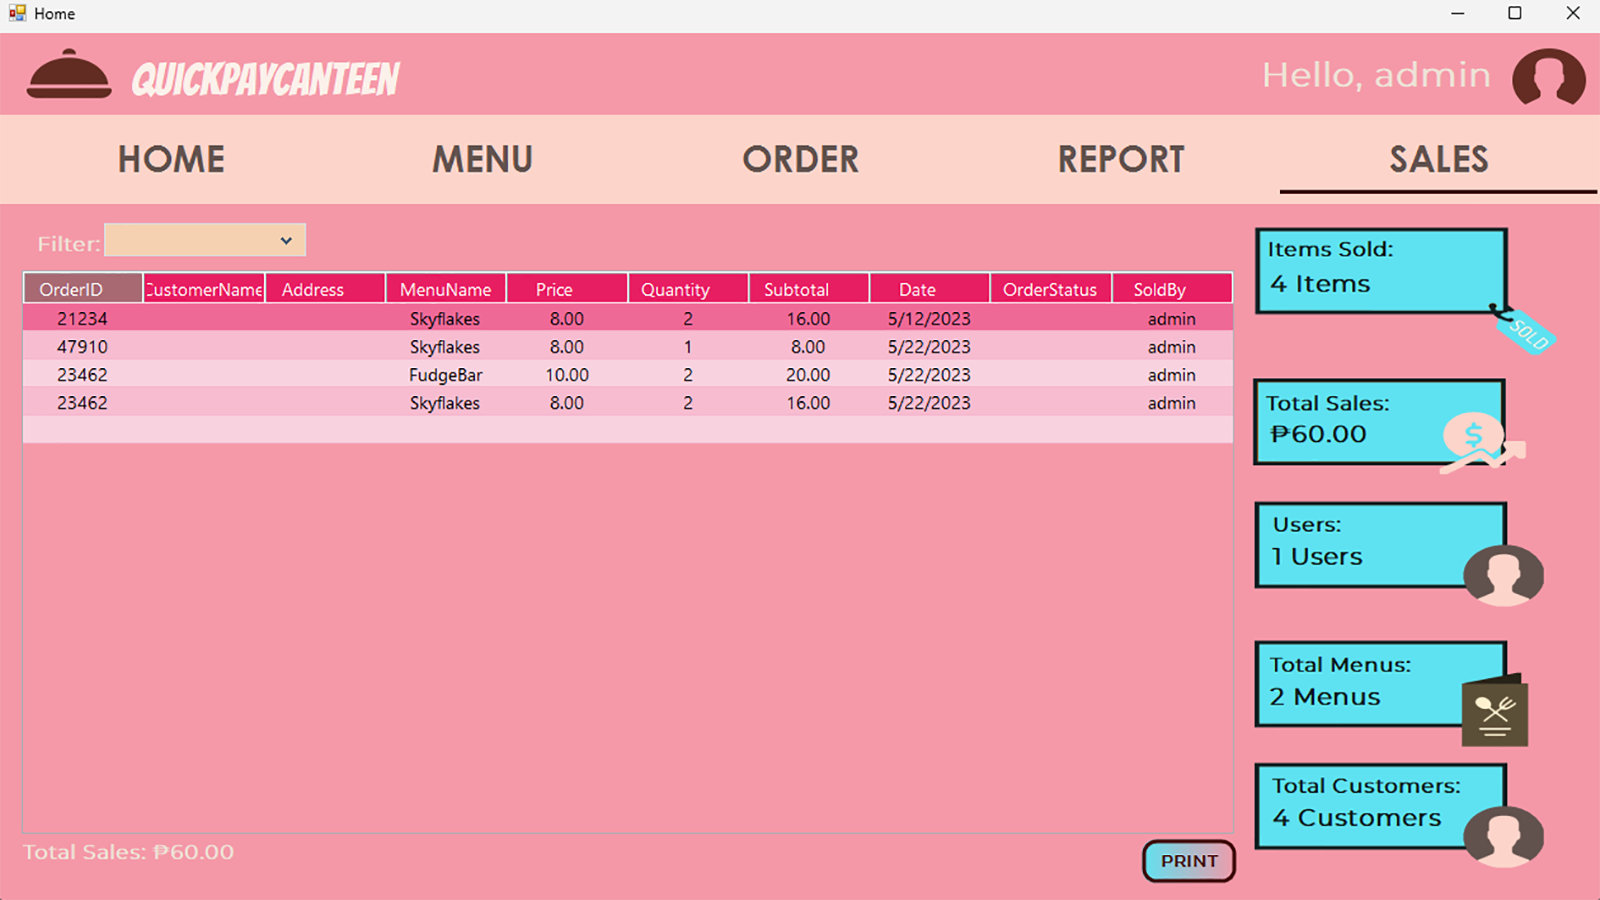 Home
QUICKPAYCANTEEN
Hello, admin
HOME MENU ORDER REPORT SALES
Filter:
OrderID CustomerName Address MenuName Price Quantity Subtotal Date OrderStatus SoldBy
21234 Skyflakes 8.00 2 16.00 5/12/2023 admin
47910 Skyflakes 8.00 1 8.00 5/22/2023 admin
23462 FudgeBar 10.00 2 20.00 5/22/2023 admin
23462 Skyflakes 8.00 2 16.00 5/22/2023 admin
Total Sales: ₱60.00
PRINT
Items Sold:
4 Items
SOLD
Total Sales:
₱60.00
$
Users:
1 Users
Total Menus:
2 Menus
Total Customers:
4 Customers